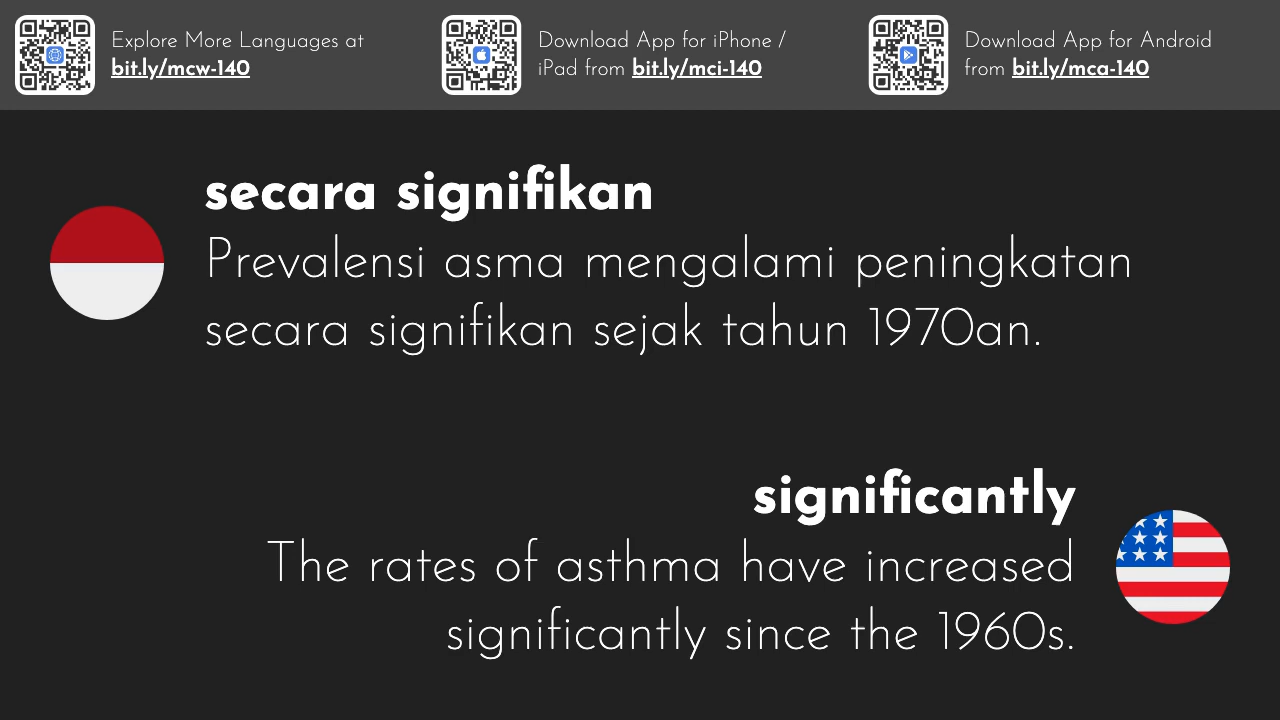 Explore More Languages at
bit.ly/mcw-140
Download App for iPhone /
iPad from bit.ly/mci-140
Download App for Android
from bit.ly/mca-140
secara signifikan
Prevalensi asma mengalami peningkatan
secara signifikan sejak tahun 1970an.
significantly
The rates of asthma have increased
significantly since the 1960s.